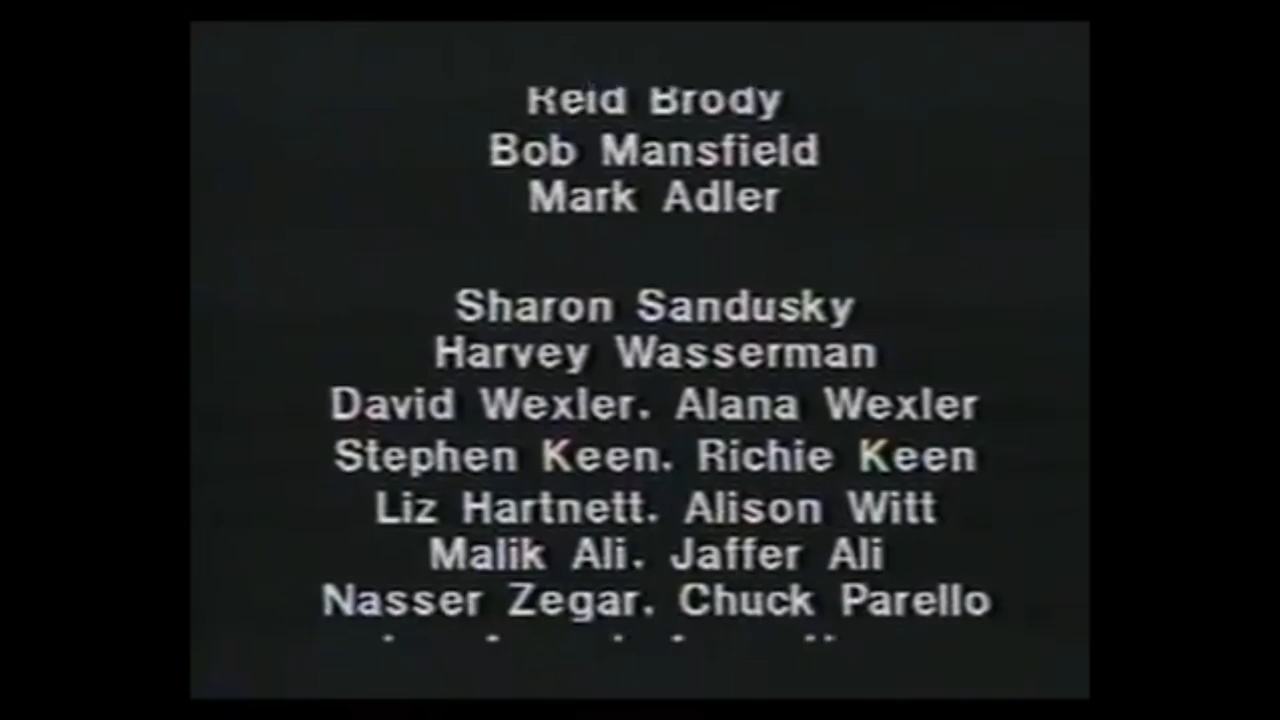 Reid Brody
Bob Mansfield
Mark Adler
Sharon Sandusky
Harvey Wasserman
David Wexler. Alana Wexler
Stephen Keen. Richie Keen
Liz Hartnett. Alison Witt
Malik Ali. Jaffer Ali
Nasser Zegar. Chuck Parello